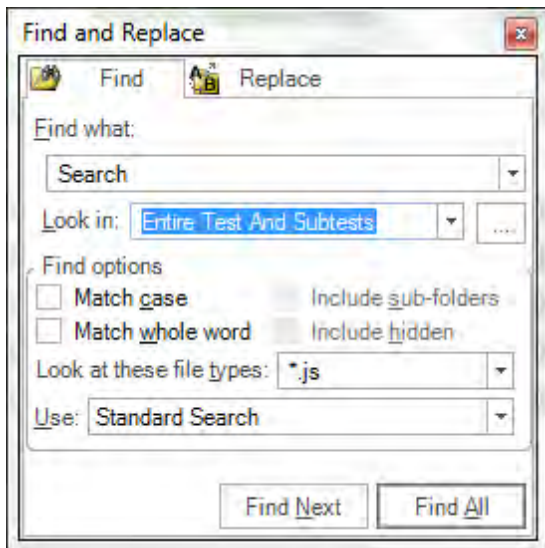 Find and Replace
Find Replace
Find what:
Search
Look in: Entire Test And Subtests ....
Find options
Match case Include sub-folders
Match whole word Include hidden
Look at these file types: *.js
Use: Standard Search
Find Next Find All